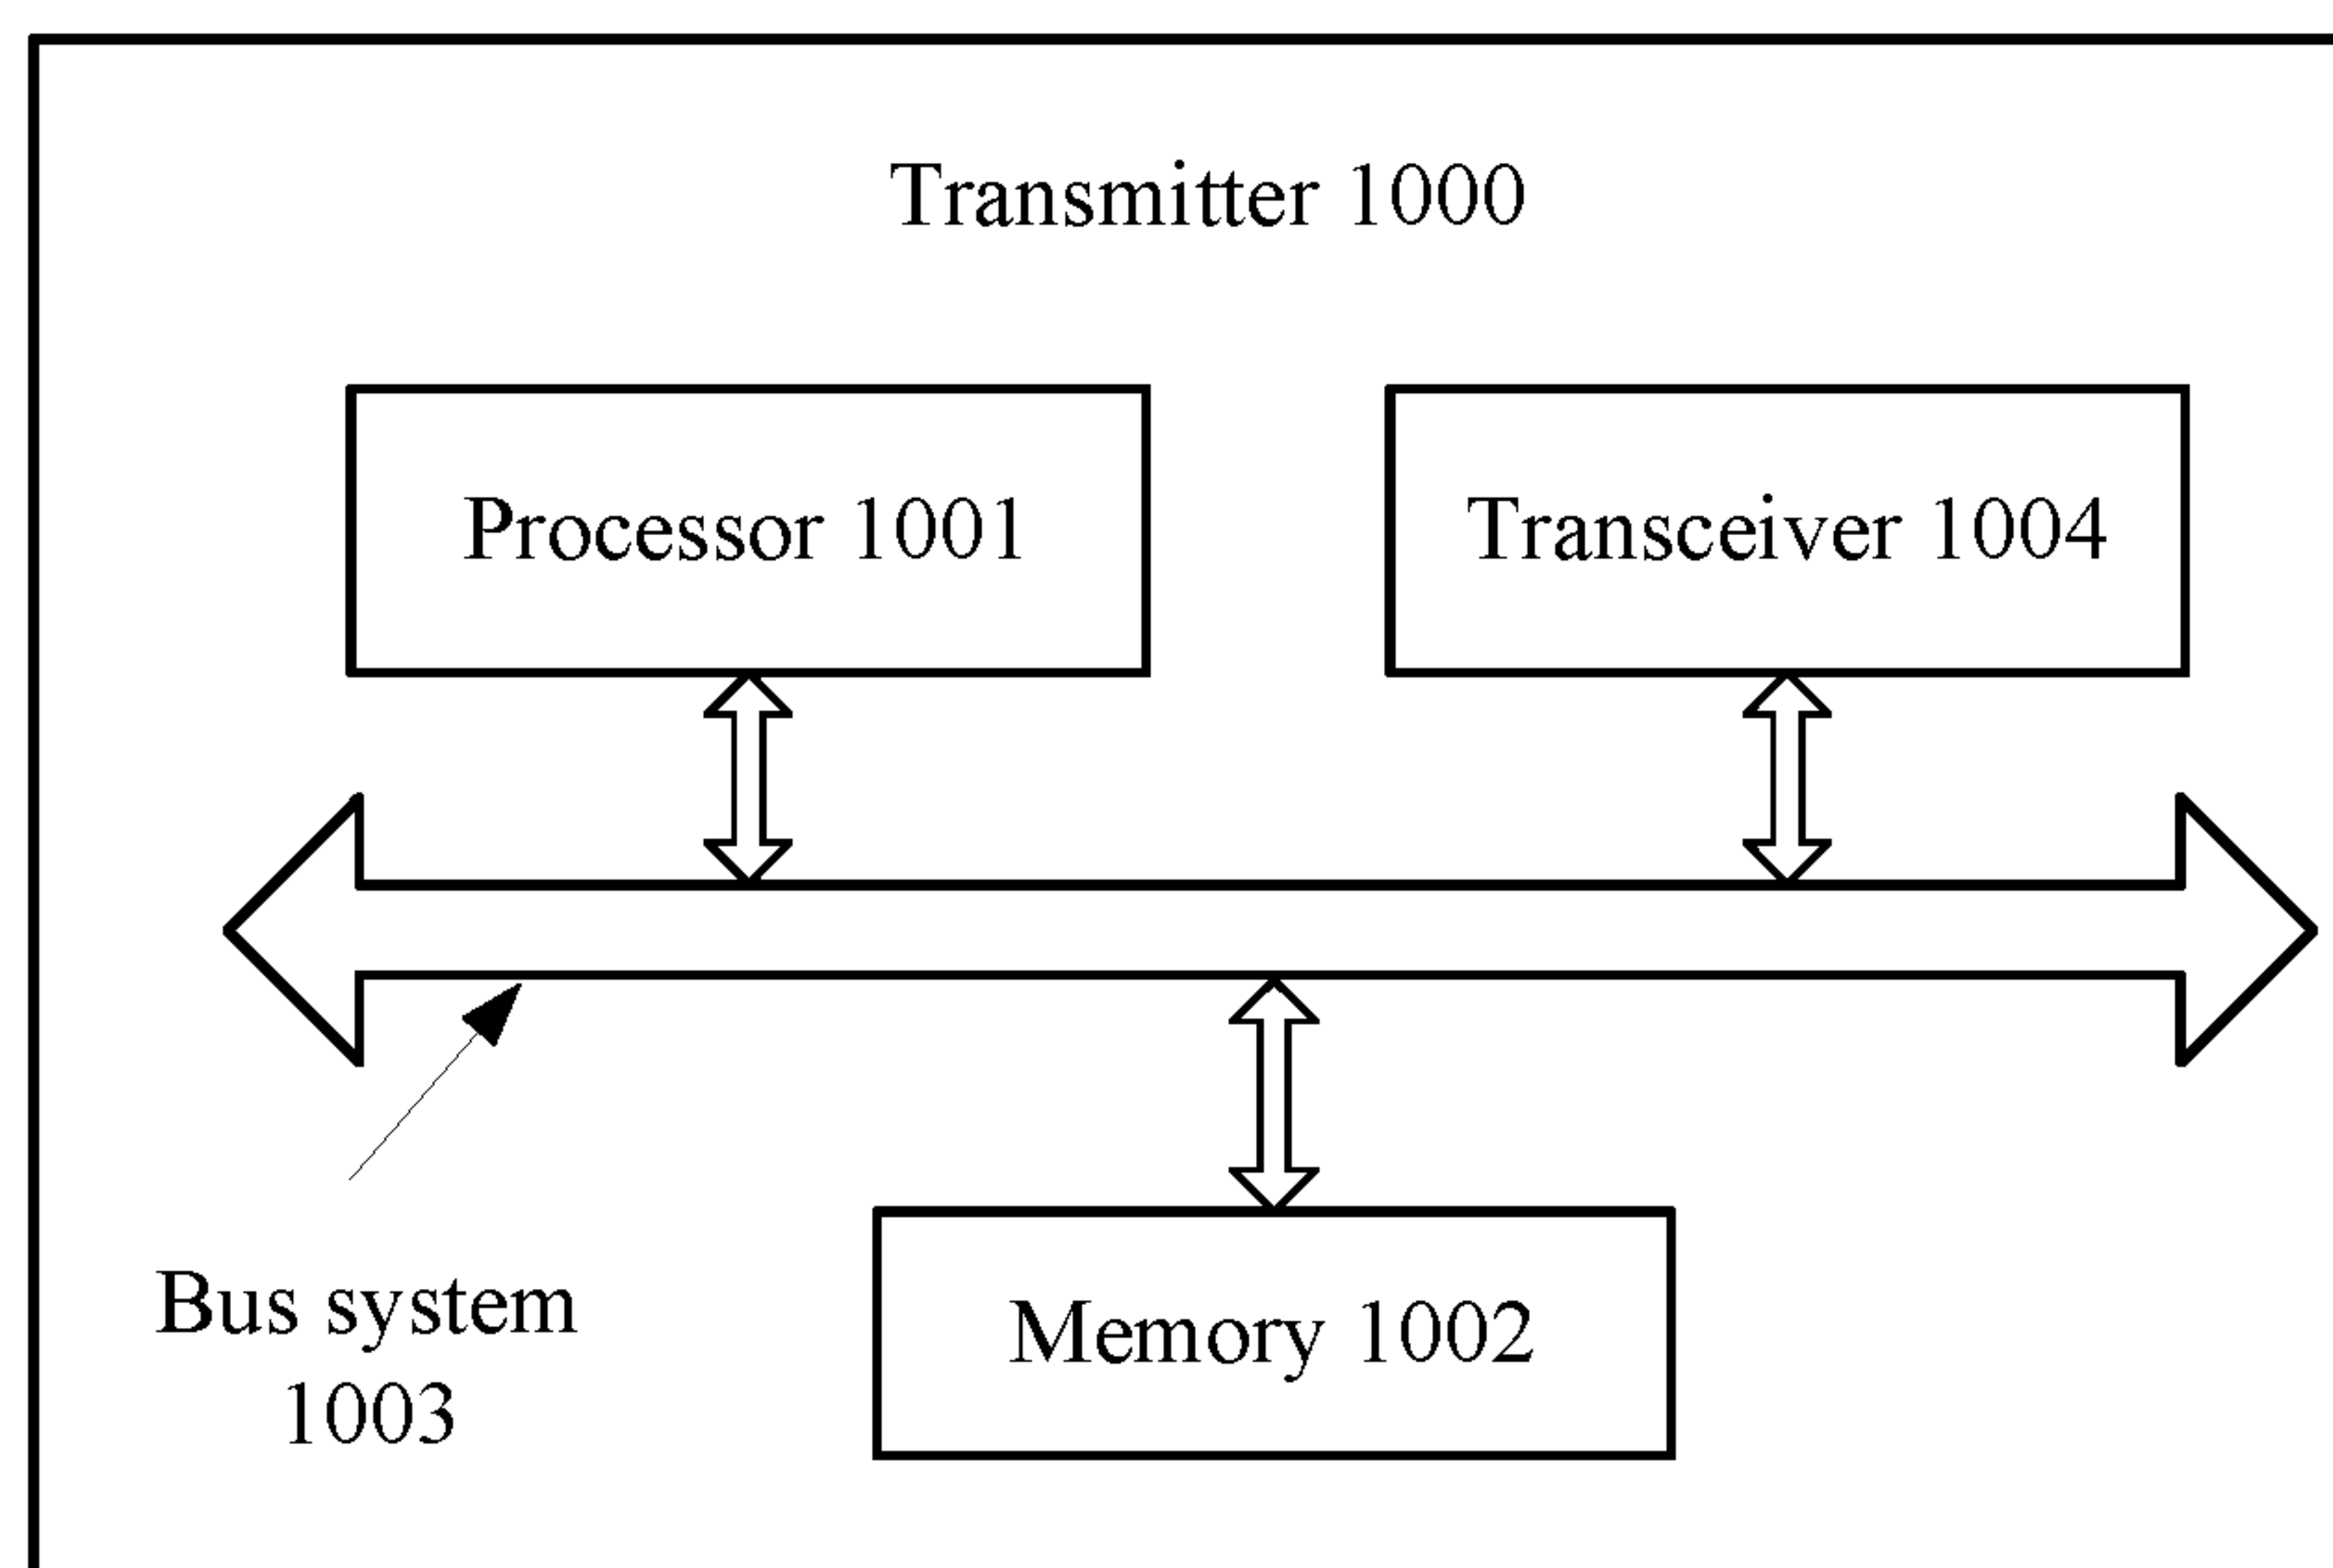 Transmitter 1000
Processor 1001
Transceiver 1004
Bus system
1003
Memory 1002